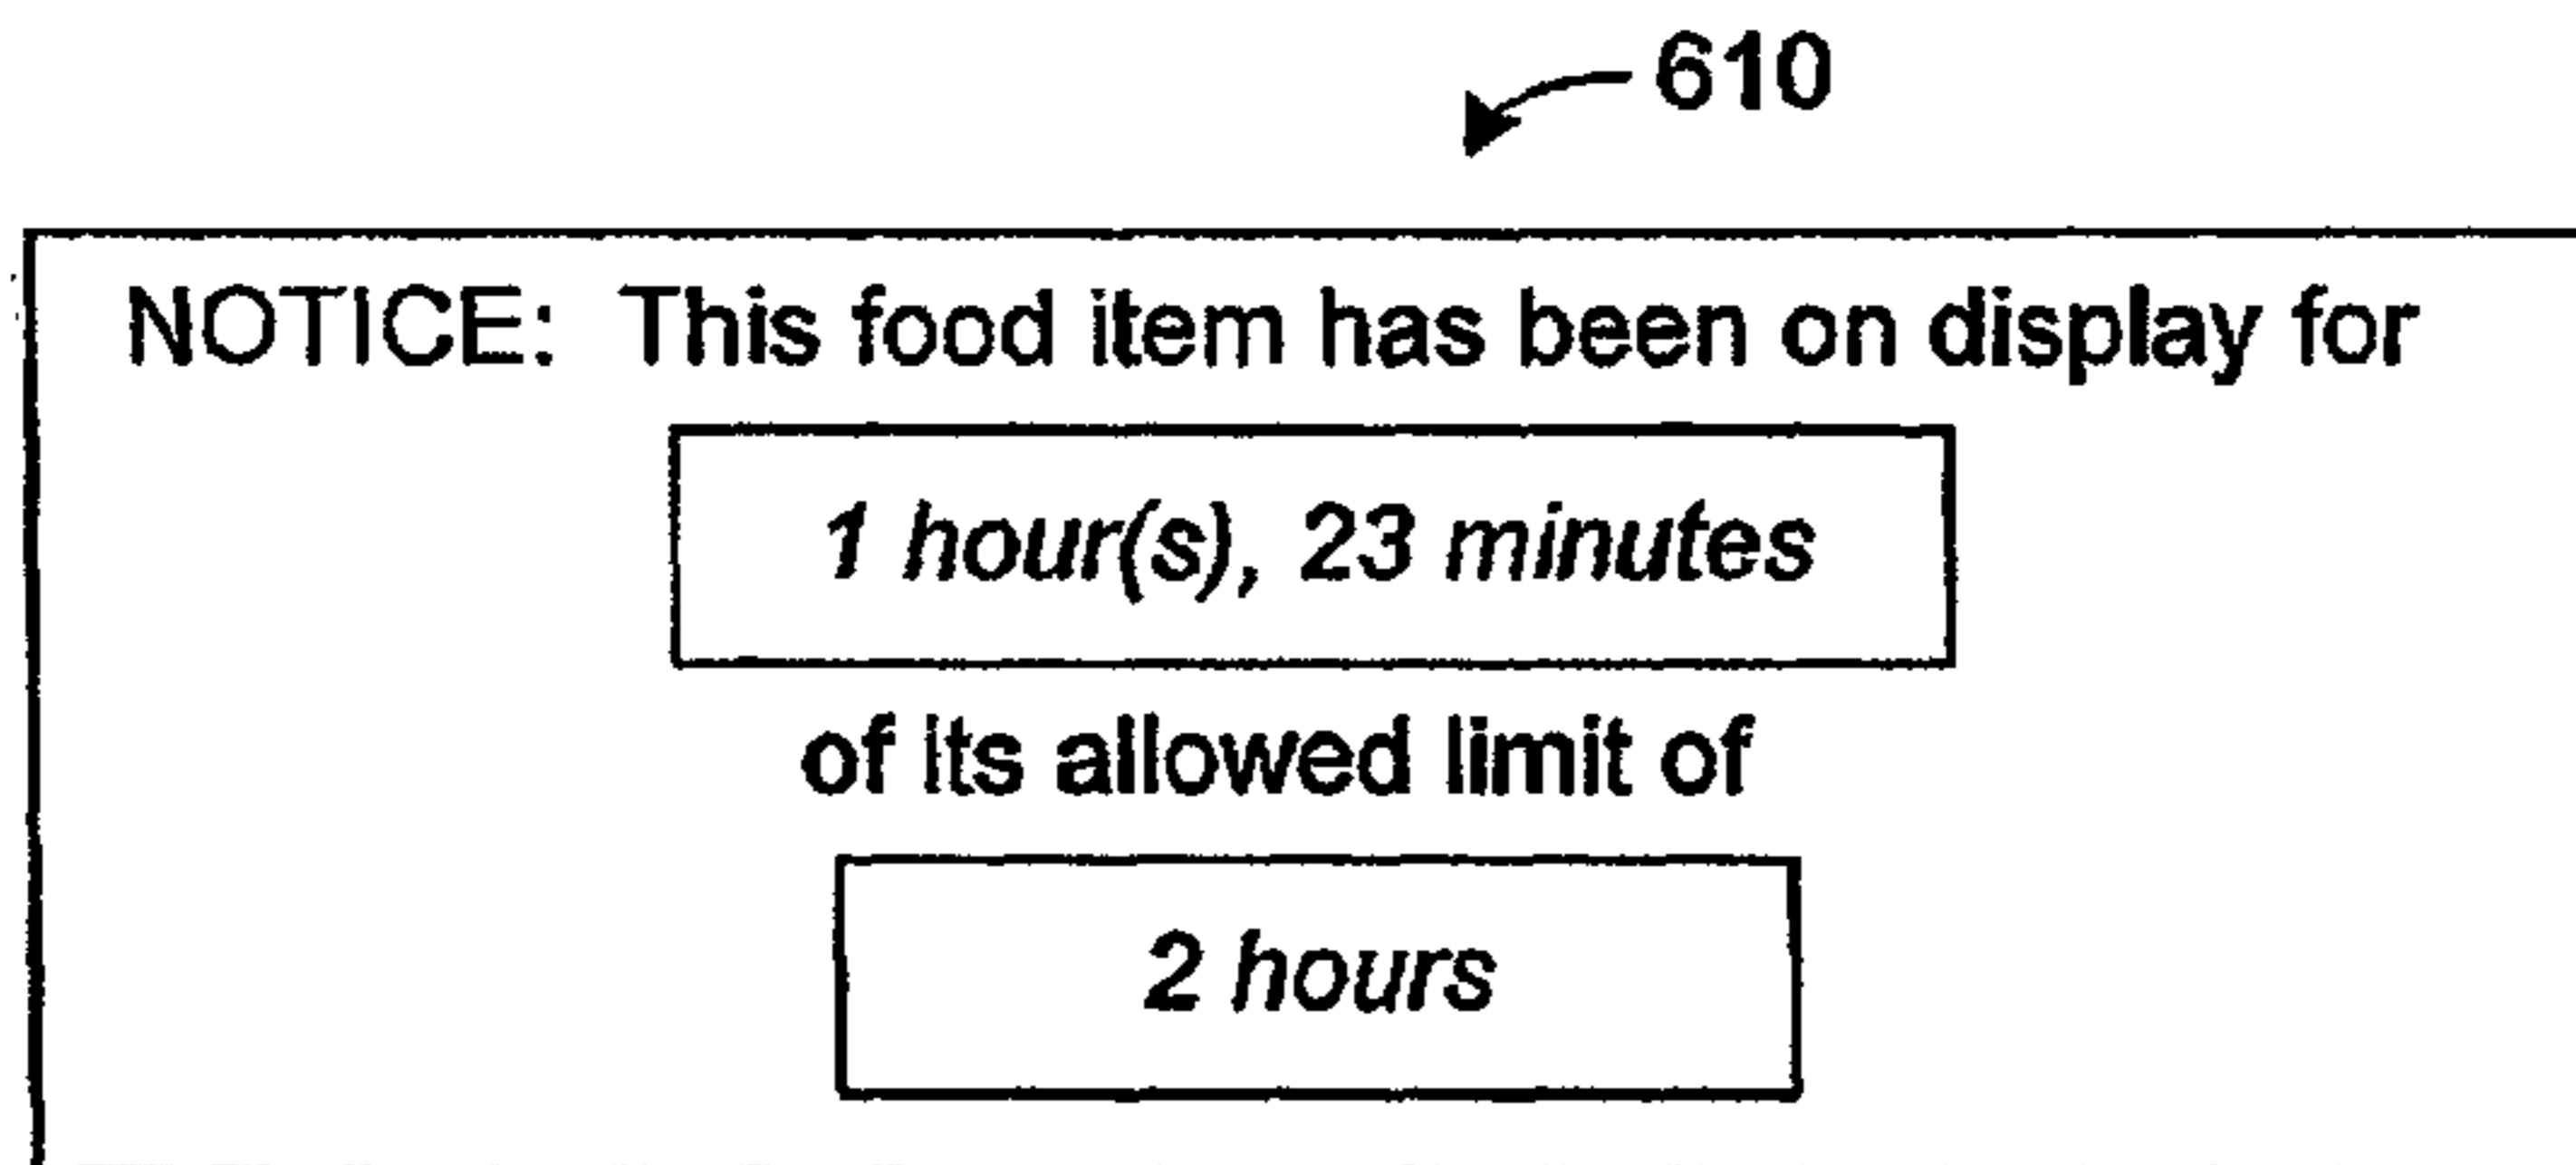 610
NOTICE: This food item has been on display for
1 hour(s), 23 minutes
of its allowed limit of
2 hours